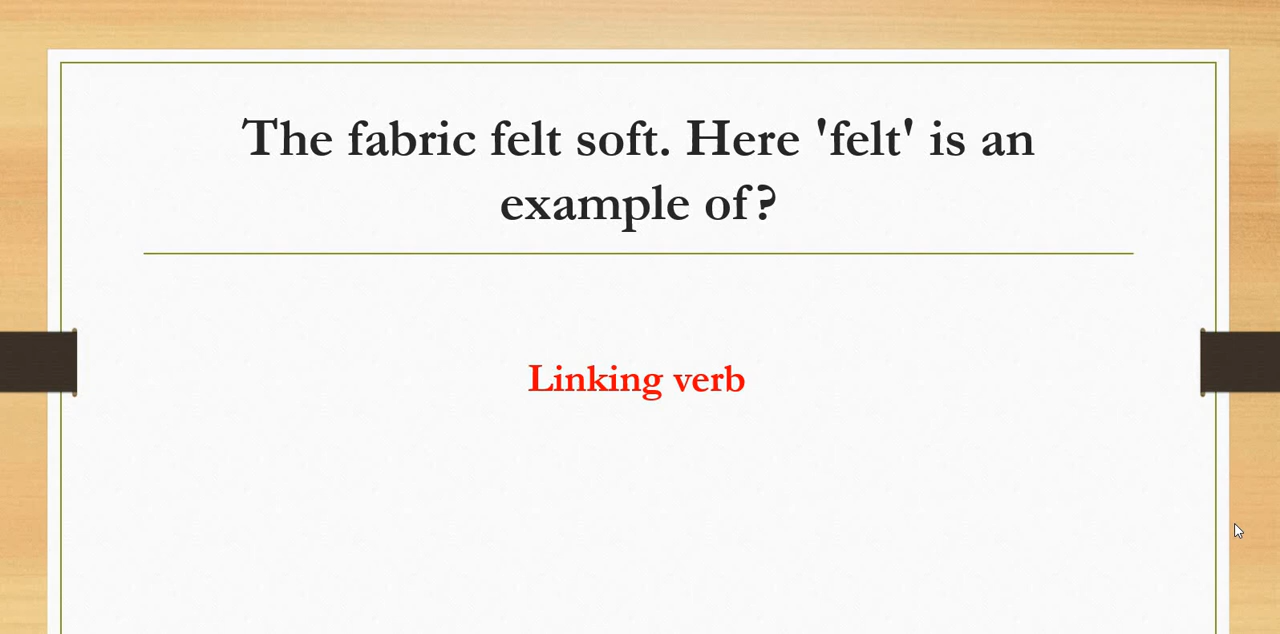 The fabric felt soft. Here 'felt' is an
example of?
Linking verb